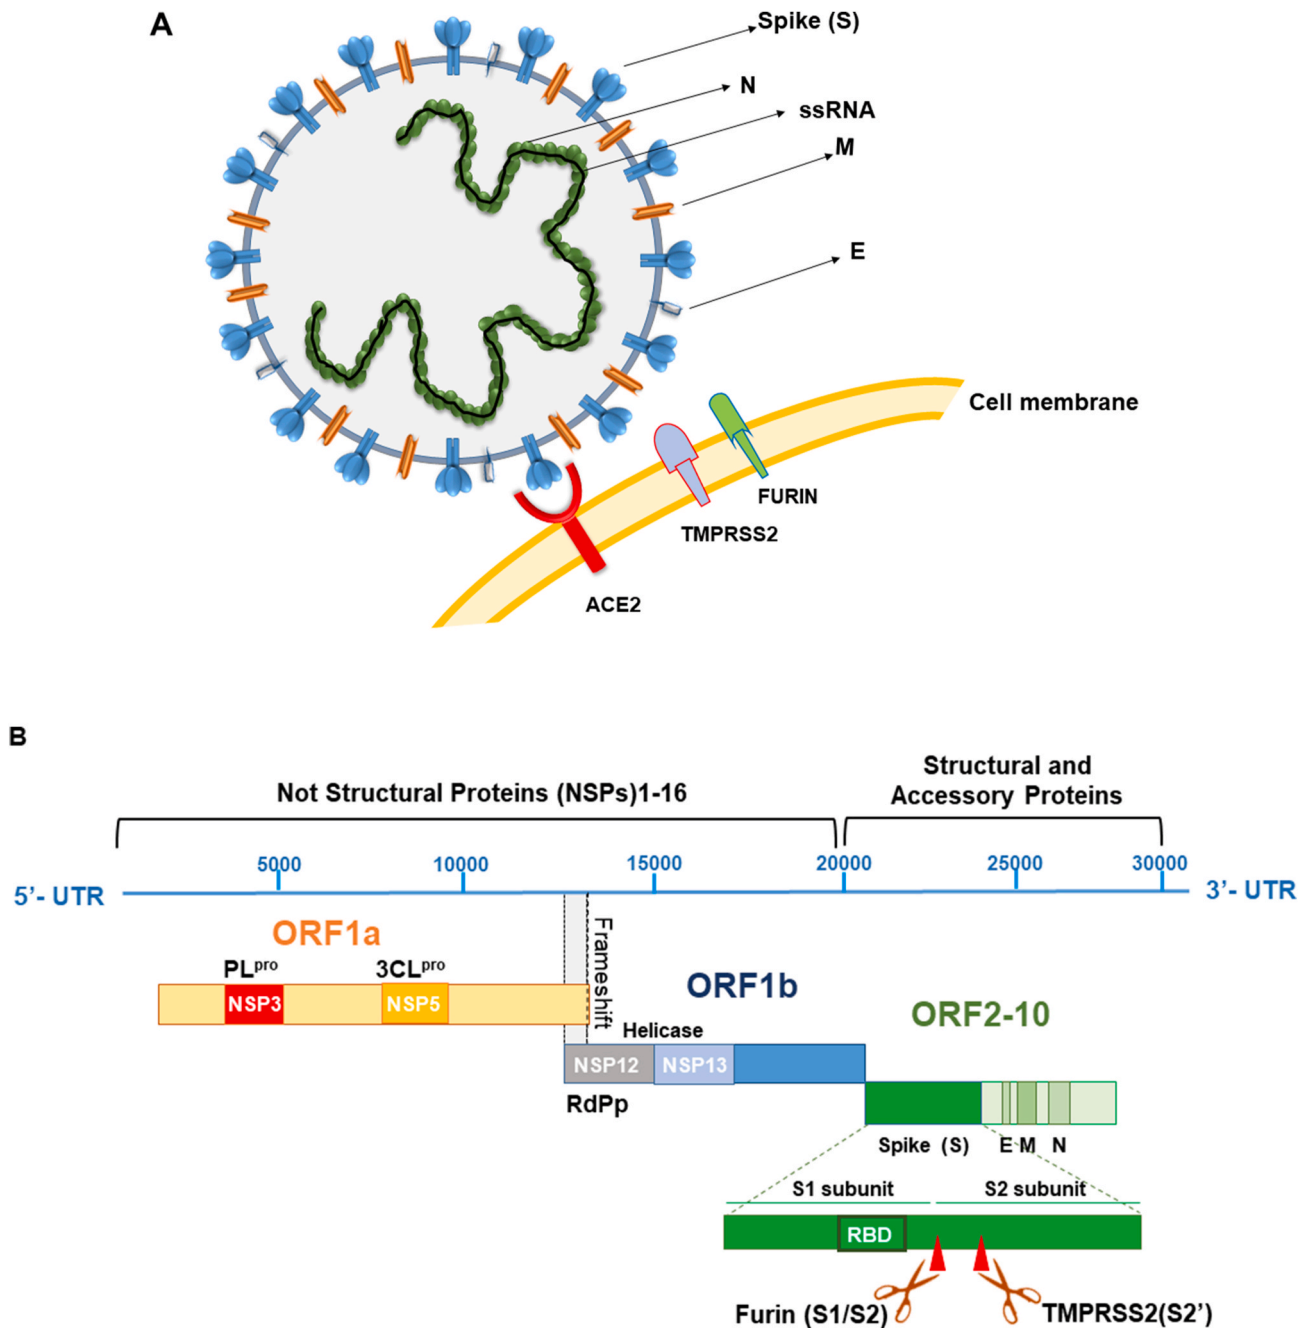 A
Spike (S)
N
ssRNA
M
E
Cell membrane
FURIN
TMPRSS2
ACE2
B
Not Structural Proteins (NSPs)1-16
Structural and
Accessory Proteins
5000
10000
15000
20000
25000
30000
5’- UTR
3’- UTR
ORF1a
Frameshift
PLpro
3CLpro
NSP3
NSP5
ORF1b
ORF2-10
Helicase
NSP12
NSP13
RdPp
Spike (S)
E
M
N
S1 subunit
S2 subunit
RBD
Furin (S1/S2)
TMPRSS2(S2’)